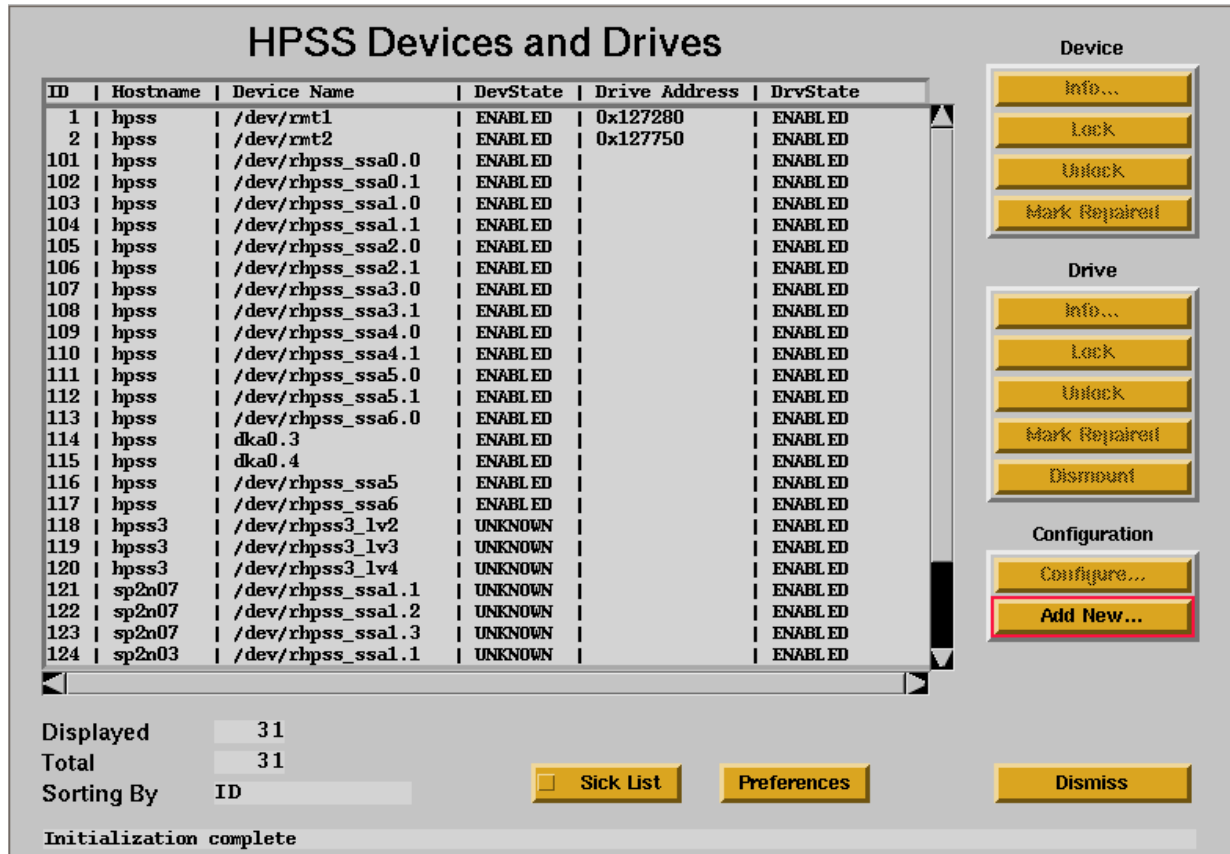 HPSS Devices and Drives
ID | Hostname | Device Name | DevState | Drive Address | DrvState
1 | hpss | /dev/rmt1 | ENABLED | 0x127280 | ENABLED
2 | hpss | /dev/rmt2 | ENABLED | 0x127750 | ENABLED
101 | hpss | /dev/rhpss_ssa0.0 | ENABLED | | ENABLED
102 | hpss | /dev/rhpss_ssa0.1 | ENABLED | | ENABLED
103 | hpss | /dev/rhpss_ssa1.0 | ENABLED | | ENABLED
104 | hpss | /dev/rhpss_ssa1.1 | ENABLED | | ENABLED
105 | hpss | /dev/rhpss_ssa2.0 | ENABLED | | ENABLED
106 | hpss | /dev/rhpss_ssa2.1 | ENABLED | | ENABLED
107 | hpss | /dev/rhpss_ssa3.0 | ENABLED | | ENABLED
108 | hpss | /dev/rhpss_ssa3.1 | ENABLED | | ENABLED
109 | hpss | /dev/rhpss_ssa4.0 | ENABLED | | ENABLED
110 | hpss | /dev/rhpss_ssa4.1 | ENABLED | | ENABLED
111 | hpss | /dev/rhpss_ssa5.0 | ENABLED | | ENABLED
112 | hpss | /dev/rhpss_ssa5.1 | ENABLED | | ENABLED
113 | hpss | /dev/rhpss_ssa6.0 | ENABLED | | ENABLED
114 | hpss | dka0.3 | ENABLED | | ENABLED
115 | hpss | dka0.4 | ENABLED | | ENABLED
116 | hpss | /dev/rhpss_ssa5 | ENABLED | | ENABLED
117 | hpss | /dev/rhpss_ssa6 | ENABLED | | ENABLED
118 | hpss3 | /dev/rhpss3_lv2 | UNKNOWN | | ENABLED
119 | hpss3 | /dev/rhpss3_lv3 | UNKNOWN | | ENABLED
120 | hpss3 | /dev/rhpss3_lv4 | UNKNOWN | | ENABLED
121 | sp2n07 | /dev/rhpss_ssa1.1 | UNKNOWN | | ENABLED
122 | sp2n07 | /dev/rhpss_ssa1.2 | UNKNOWN | | ENABLED
123 | sp2n07 | /dev/rhpss_ssa1.3 | UNKNOWN | | ENABLED
124 | sp2n03 | /dev/rhpss_ssa1.1 | UNKNOWN | | ENABLED
Device
Info...
Lock
Unlock
Mark Repaired
Drive
Info...
Lock
Unlock
Mark Repaired
Dismount
Configuration
Configure...
Add New...
Displayed 31
Total 31
Sorting By ID
Sick List
Preferences
Dismiss
Initialization complete